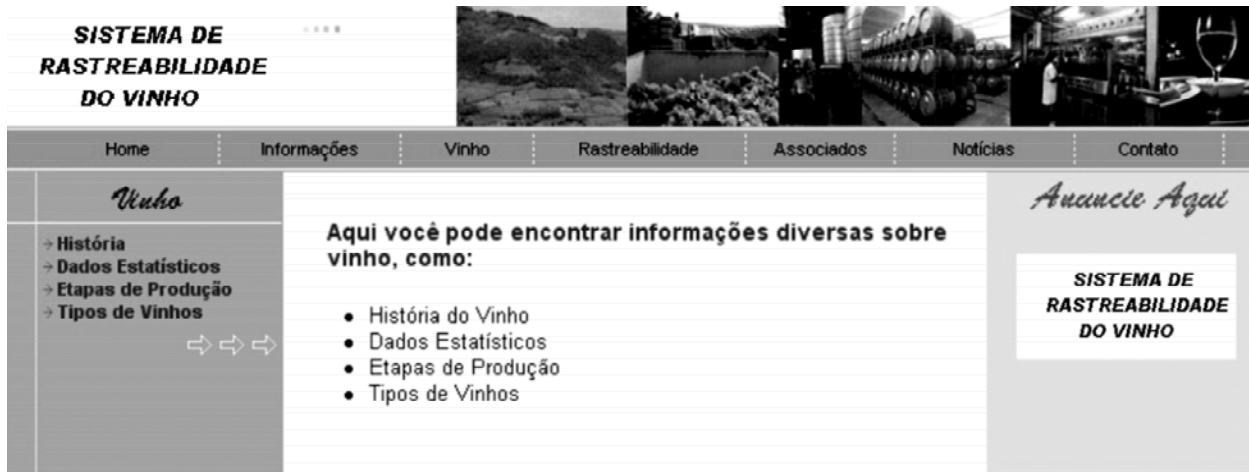 SISTEMA DE
RASTREABILIDADE
DO VINHO
Home Informações Vinho Rastreabilidade Associados Notícias Contato
Vinho
História
Dados Estatísticos
Etapas de Produção
Tipos de Vinhos
Aqui você pode encontrar informações diversas sobre
vinho, como:
História do Vinho
Dados Estatísticos
Etapas de Produção
Tipos de Vinhos
Anuncie Aqui
SISTEMA DE
RASTREABILIDADE
DO VINHO